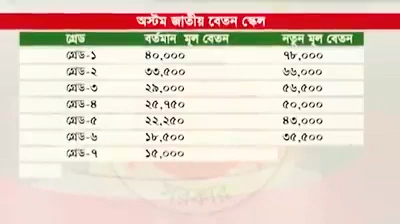 অস্টম জাতীয় বেতন স্কেল
গ্রেড বর্তমান মূল বেতন নতুন মূল বেতন
গ্রেড-১ ৪০,০০০ ৭৮,০০০
গ্রেড-২ ৩৩,৫০০ ৬৬,০০০
গ্রেড-৩ ২৯,০০০ ৫৬,৫০০
গ্রেড-৪ ২৫,৭৫০ ৫০,০০০
গ্রেড-৫ ২২,২৫০ ৪৩,০০০
গ্রেড-৬ ১৮,৫০০ ৩৫,৫০০
গ্রেড-৭ ১৫,০০০
সরকার